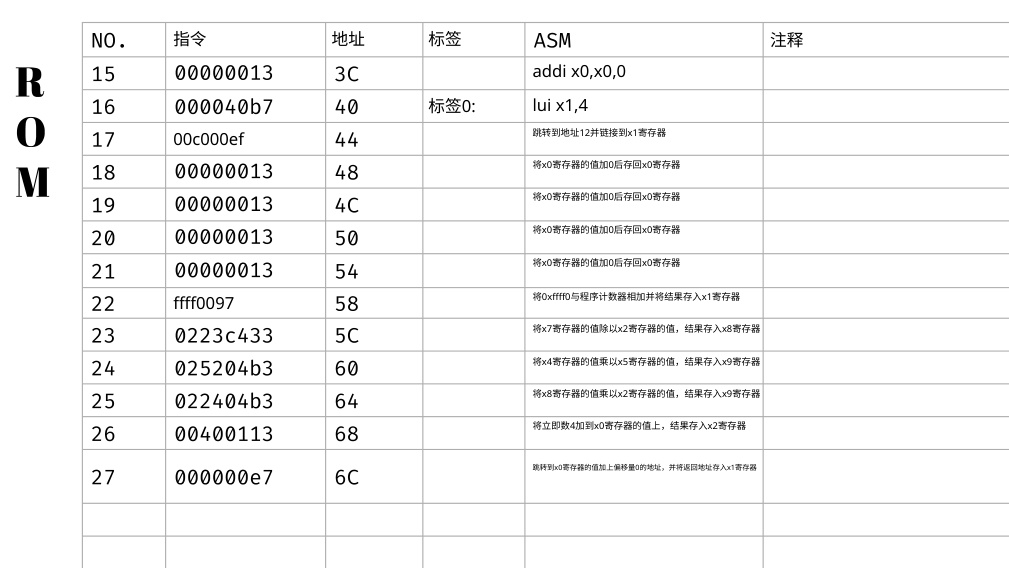 R
O
M
NO. 指令 地址 标签 ASM 注释
15 00000013 3C addi x0,x0,0
16 000040b7 40 标签0: lui x1,4
17 00c000ef 44 跳转到地址12并链接到x1寄存器
18 00000013 48 将x0寄存器的值加0后存回x0寄存器
19 00000013 4C 将x0寄存器的值加0后存回x0寄存器
20 00000013 50 将x0寄存器的值加0后存回x0寄存器
21 00000013 54 将x0寄存器的值加0后存回x0寄存器
22 ffff0097 58 将0xffff0与程序计数器相加并将结果存入x1寄存器
23 0223c433 5C 将x7寄存器的值除以x2寄存器的值，结果存入x8寄存器
24 025204b3 60 将x4寄存器的值乘以x5寄存器的值，结果存入x9寄存器
25 022404b3 64 将x8寄存器的值乘以x2寄存器的值，结果存入x9寄存器
26 00400113 68 将立即数4加到x0寄存器的值上，结果存入x2寄存器
27 000000e7 6C 跳转到x0寄存器的值加上偏移量0的地址，并将返回地址存入x1寄存器